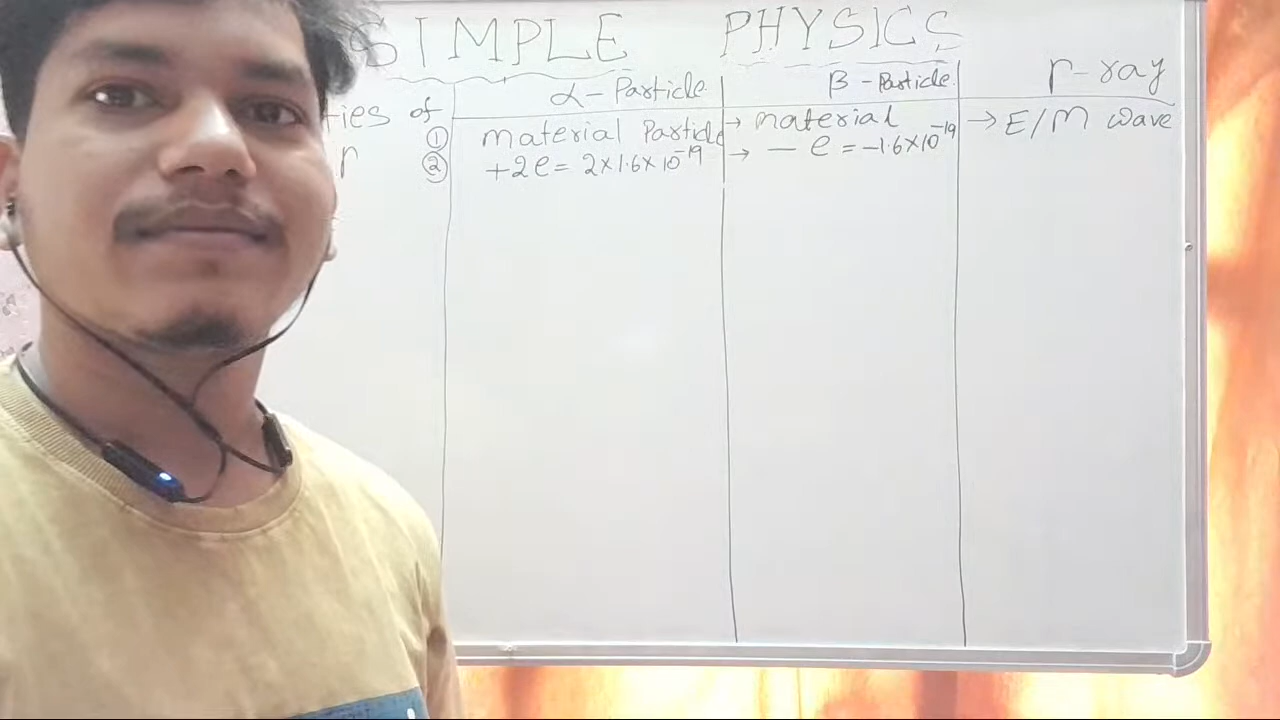 SIMPLE PHYSICS
α-Particle β-Particle r-ray
ties of ① material Particle → material → E/M wave
r ② +2e = 2×1.6×10⁻¹⁹ → - e = -1.6×10⁻¹⁹